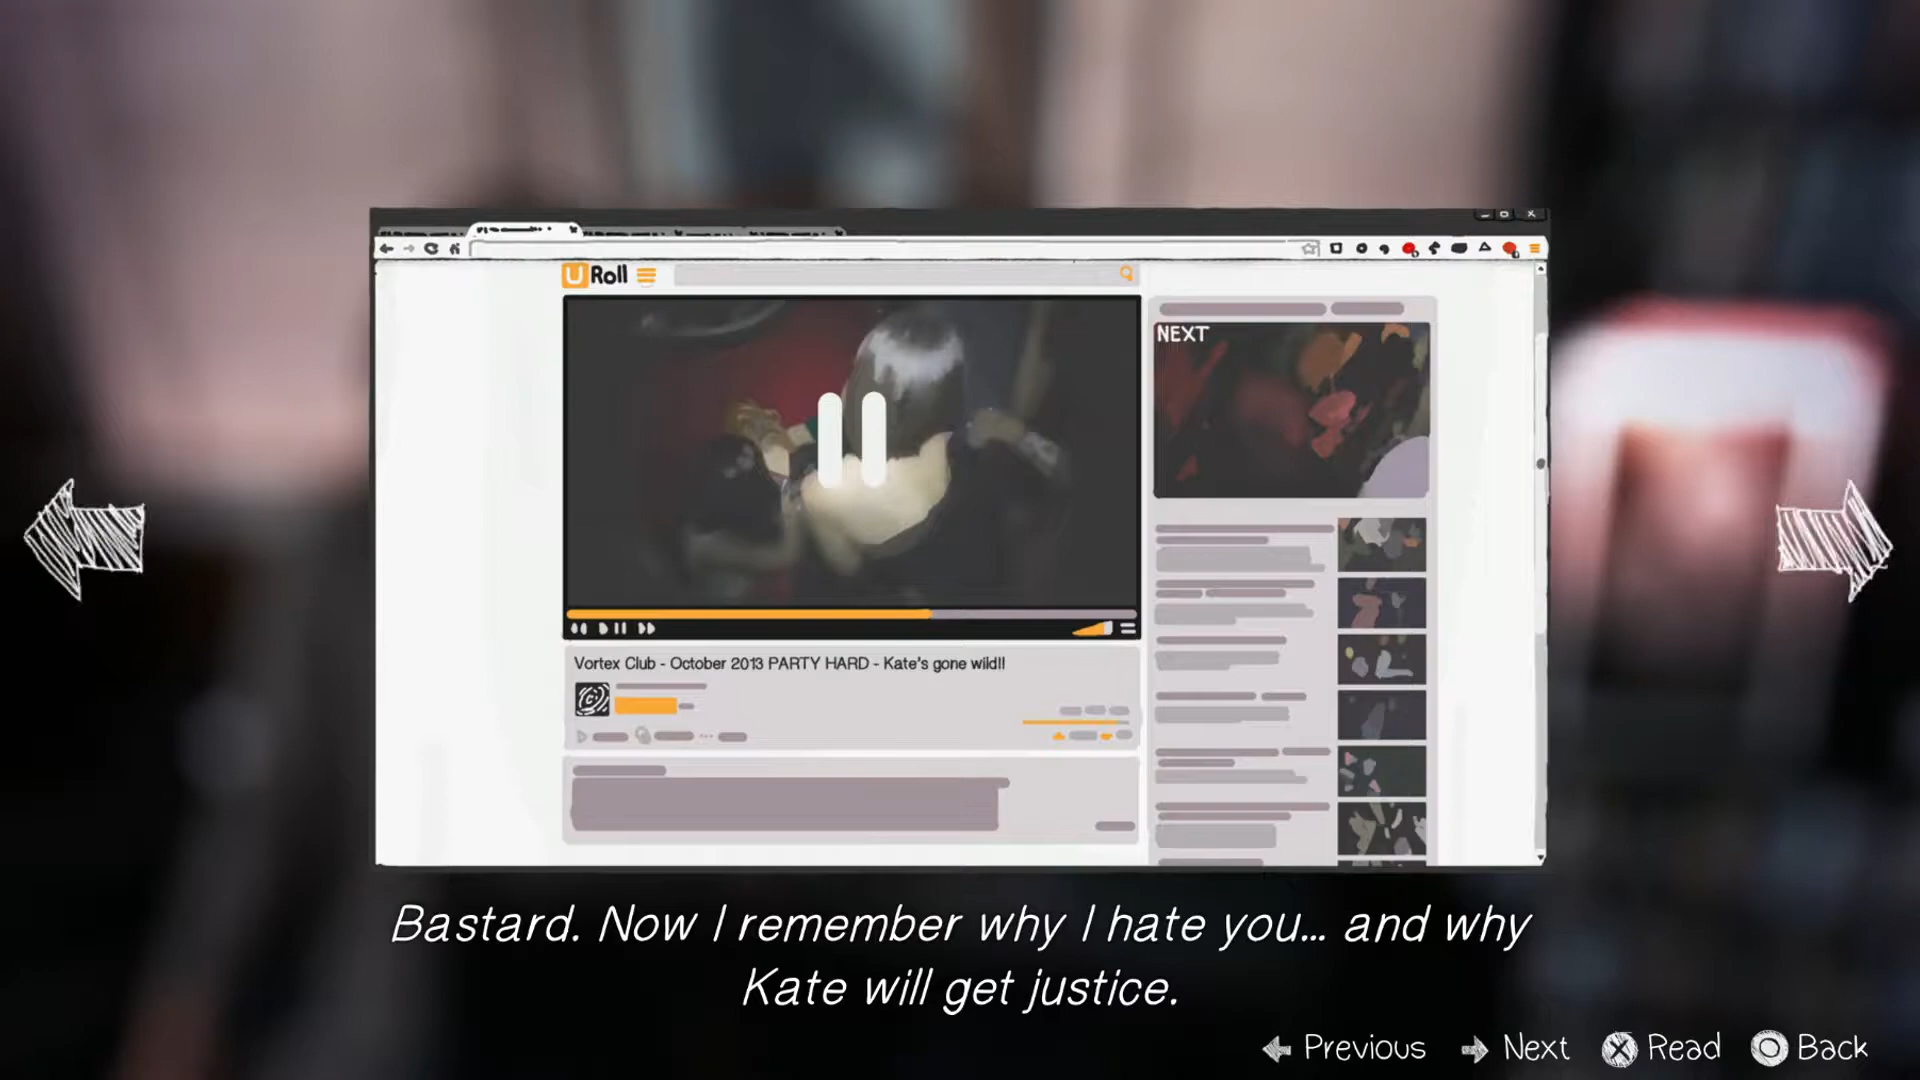 U Roll
NEXT
Vortex Club - October 2013 PARTY HARD - Kate's gone wild!!
Bastard. Now I remember why I hate you... and why
Kate will get justice.
Previous Next Read Back